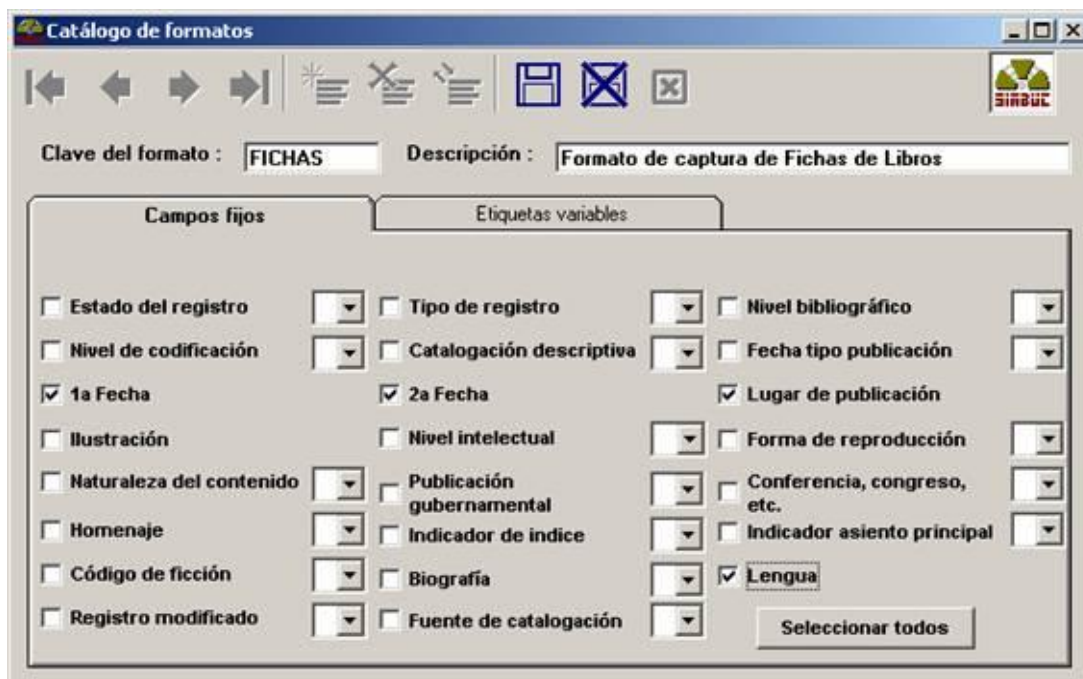 Catálogo de formatos
SIABUC
Clave del formato : FICHAS Descripción : Formato de captura de Fichas de Libros
Campos fijos Etiquetas variables
Estado del registro Tipo de registro Nivel bibliográfico
Nivel de codificación Catalogación descriptiva Fecha tipo publicación
1a Fecha 2a Fecha Lugar de publicación
Ilustración Nivel intelectual Forma de reproducción
Naturaleza del contenido Publicación gubernamental Conferencia, congreso, etc.
Homenaje Indicador de indice Indicador asiento principal
Código de ficción Biografía Lengua
Registro modificado Fuente de catalogación Seleccionar todos